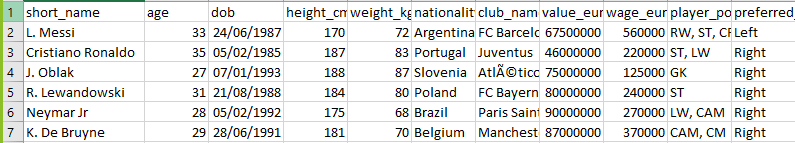 1 short_name age dob height_cm weight_kg nationalit club_name value_eur wage_eur player_po preferred_
2 L. Messi 33 24/06/1987 170 72 Argentina FC Barcelo 67500000 560000 RW, ST, CF Left
3 Cristiano Ronaldo 35 05/02/1985 187 83 Portugal Juventus 46000000 220000 ST, LW Right
4 J. Oblak 27 07/01/1993 188 87 Slovenia AtlÃ©tico 75000000 125000 GK Right
5 R. Lewandowski 31 21/08/1988 184 80 Poland FC Bayern 80000000 240000 ST Right
6 Neymar Jr 28 05/02/1992 175 68 Brazil Paris Saint 90000000 270000 LW, CAM Right
7 K. De Bruyne 29 28/06/1991 181 70 Belgium Manchest 87000000 370000 CAM, CM Right